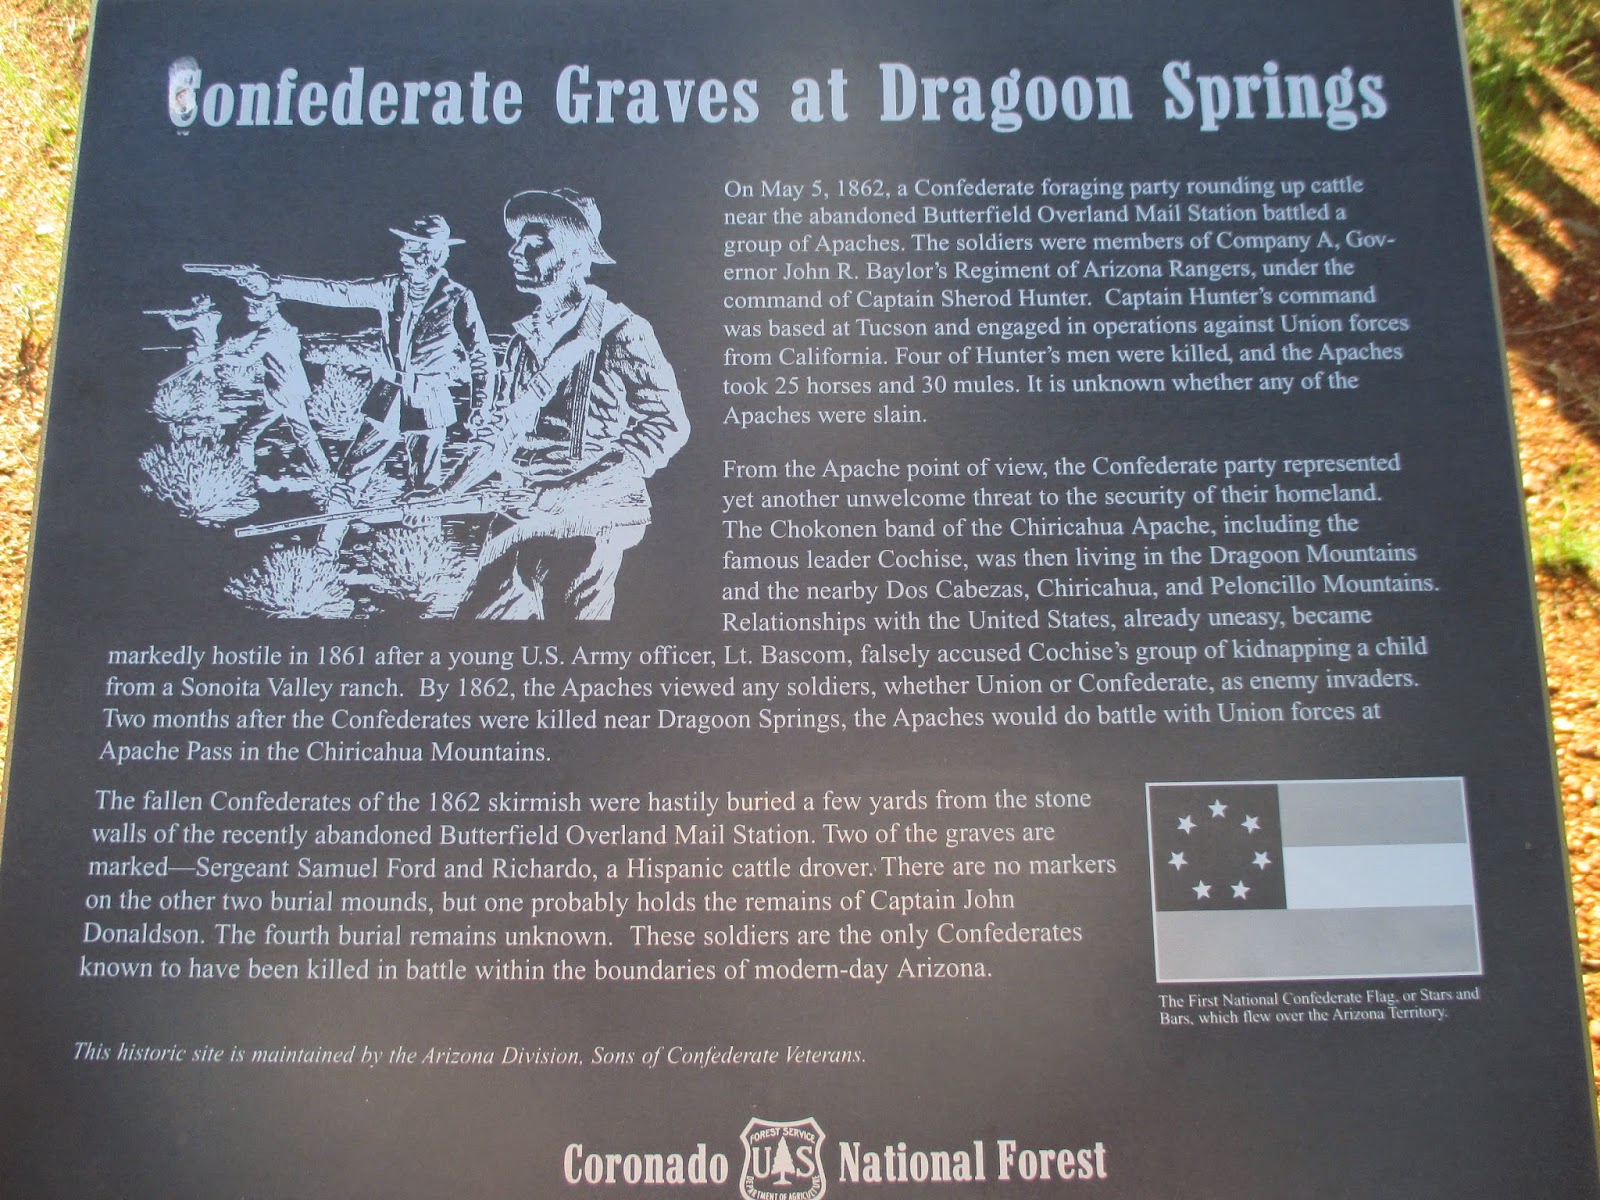 Confederate Graves at Dragoon Springs
On May 5, 1862, a Confederate foraging party rounding up cattle
near the abandoned Butterfield Overland Mail Station battled a
group of Apaches. The soldiers were members of Company A, Gov-
ernor John R. Baylor's Regiment of Arizona Rangers, under the
command of Captain Sherod Hunter. Captain Hunter's command
was based at Tucson and engaged in operations against Union forces
from California. Four of Hunter's men were killed, and the Apaches
took 25 horses and 30 mules. It is unknown whether any of the
Apaches were slain.
From the Apache point of view, the Confederate party represented
yet another unwelcome threat to the security of their homeland.
The Chokonen band of the Chiricahua Apache, including the
famous leader Cochise, was then living in the Dragoon Mountains
and the nearby Dos Cabezas, Chiricahua, and Peloncillo Mountains.
Relationships with the United States, already uneasy, became
markedly hostile in 1861 after a young U.S. Army officer, Lt. Bascom, falsely accused Cochise's group of kidnapping a child
from a Sonoita Valley ranch. By 1862, the Apaches viewed any soldiers, whether Union or Confederate, as enemy invaders.
Two months after the Confederates were killed near Dragoon Springs, the Apaches would do battle with Union forces at
Apache Pass in the Chiricahua Mountains.
The fallen Confederates of the 1862 skirmish were hastily buried a few yards from the stone
walls of the recently abandoned Butterfield Overland Mail Station. Two of the graves are
marked—Sergeant Samuel Ford and Richardo, a Hispanic cattle drover. There are no markers
on the other two burial mounds, but one probably holds the remains of Captain John
Donaldson. The fourth burial remains unknown. These soldiers are the only Confederates
known to have been killed in battle within the boundaries of modern-day Arizona.
The First National Confederate Flag, or Stars and
Bars, which flew over the Arizona Territory.
This historic site is maintained by the Arizona Division, Sons of Confederate Veterans.
Coronado National Forest
FOREST SERVICE
U S
DEPARTMENT OF AGRICULTURE